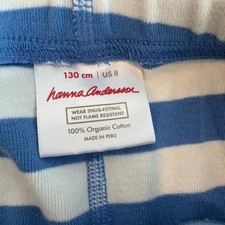 130 cm | US 8
hanna andersson
WEAR SNUG-FITTING,
NOT FLAME RESISTANT
100% Organic Cotton
MADE IN PERU